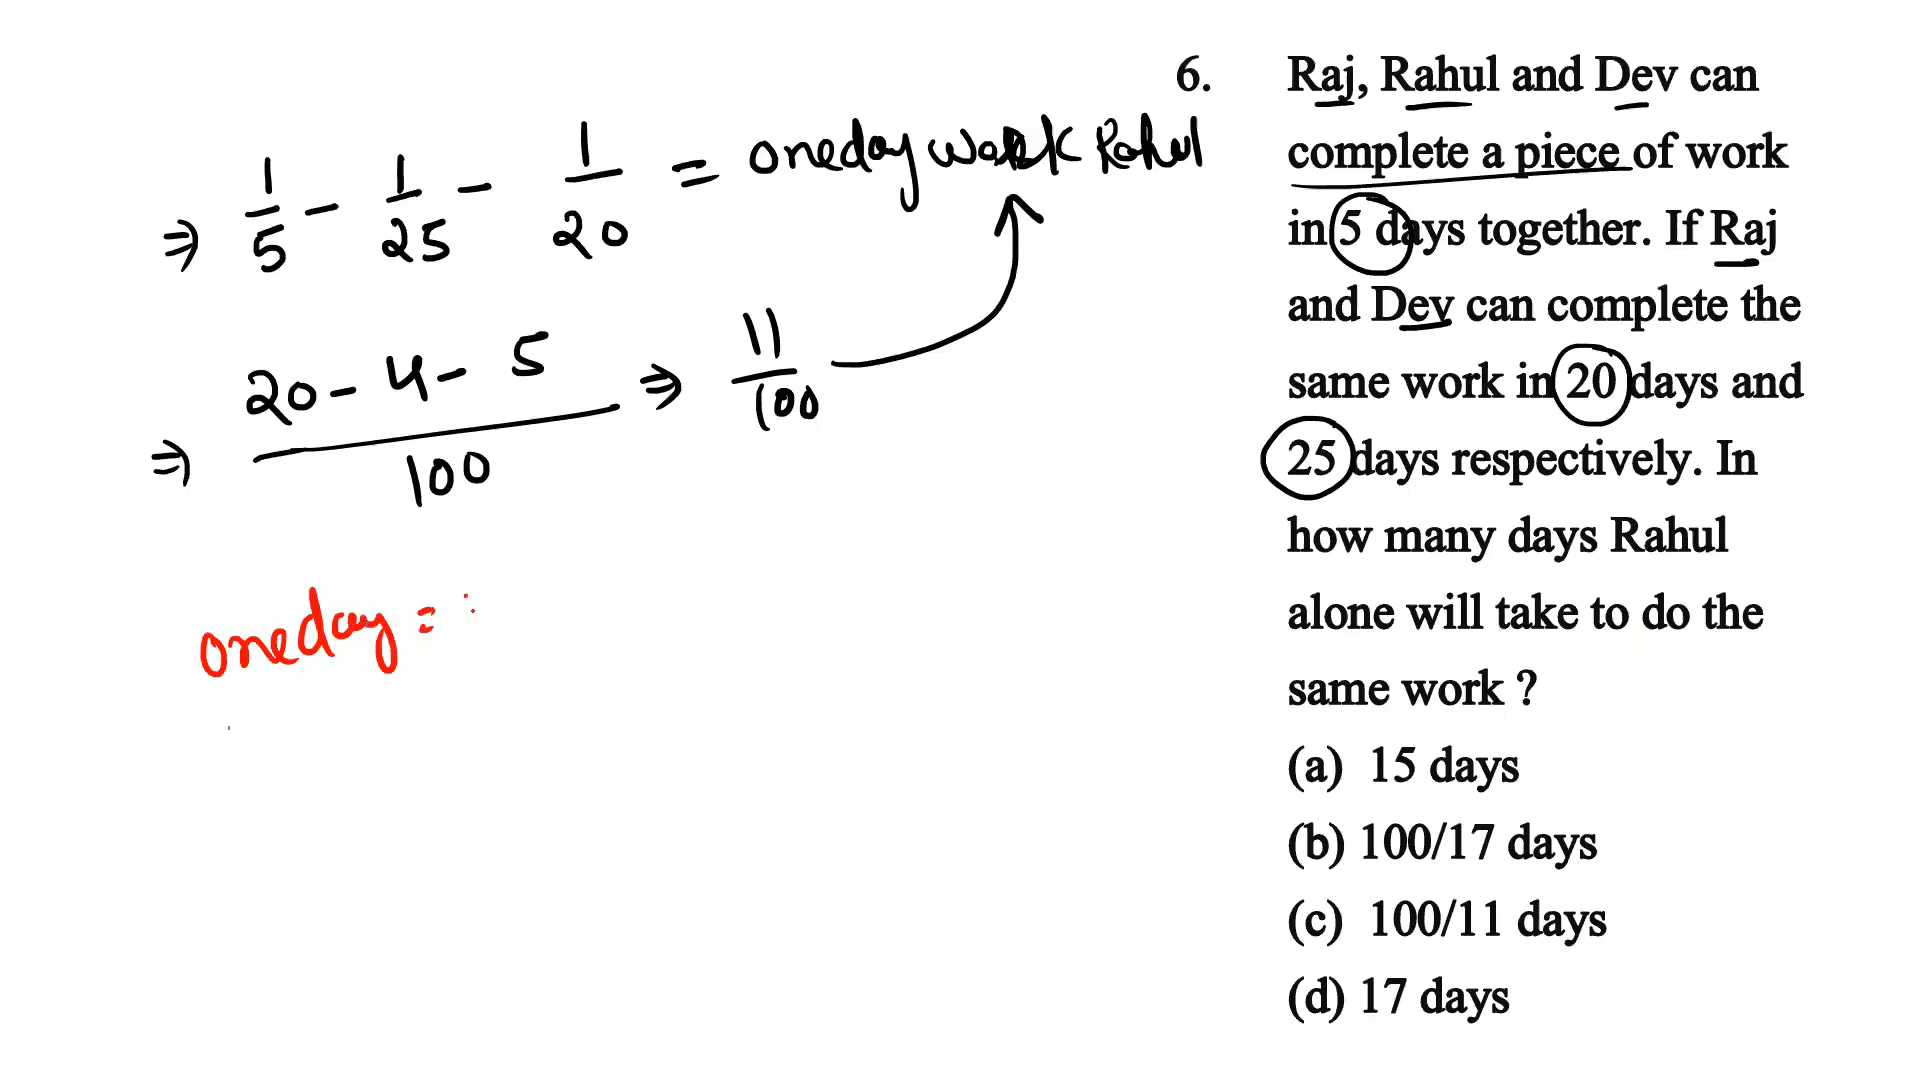 ⇒ 1/5 - 1/25 - 1/20 = oneday work Rahul
⇒ 20 - 4 - 5 / 100 ⇒ 11/100
oneday =
6. Raj, Rahul and Dev can
complete a piece of work
in 5 days together. If Raj
and Dev can complete the
same work in 20 days and
25 days respectively. In
how many days Rahul
alone will take to do the
same work ?
(a) 15 days
(b) 100/17 days
(c) 100/11 days
(d) 17 days